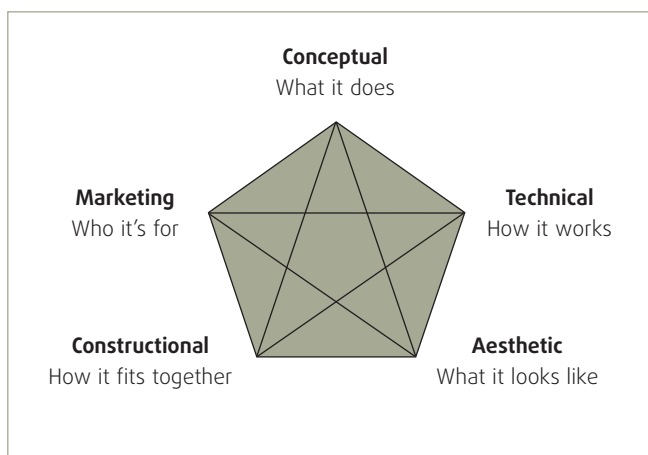 Conceptual
What it does
Marketing
Who it’s for
Technical
How it works
Constructional
How it fits together
Aesthetic
What it looks like